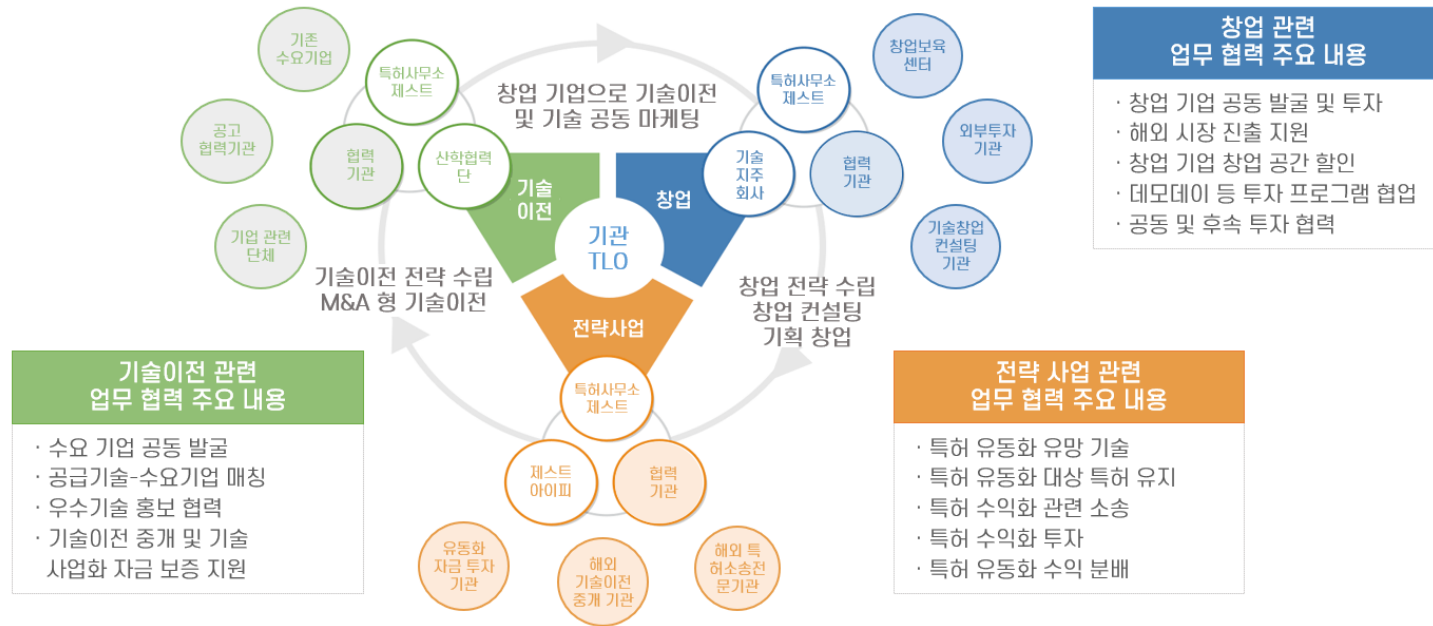 기존
수요기업
공고
협력기관
기업 관련
단체
특허사무소
제스트
협력
기관
산학협력
단
기술
이전
창업 기업으로 기술이전
및 기술 공동 마케팅
특허사무소
제스트
기술
지주
회사
협력
기관
창업
창업보육
센터
외부투자
기관
기술창업
컨설팅
기관
기관
TLO
기술이전 전략 수립
M&A 형 기술이전
창업 전략 수립
창업 컨설팅
기획 창업
전략사업
특허사무소
제스트
제스트
아이피
협력
기관
유동화
자금 투자
기관
해외
기술이전
중개 기관
해외 특
허소송전
문기관
창업 관련
업무 협력 주요 내용
· 창업 기업 공동 발굴 및 투자
· 해외 시장 진출 지원
· 창업 기업 창업 공간 할인
· 데모데이 등 투자 프로그램 협업
· 공동 및 후속 투자 협력
기술이전 관련
업무 협력 주요 내용
· 수요 기업 공동 발굴
· 공급기술-수요기업 매칭
· 우수기술 홍보 협력
· 기술이전 중개 및 기술
사업화 자금 보증 지원
전략 사업 관련
업무 협력 주요 내용
· 특허 유동화 유망 기술
· 특허 유동화 대상 특허 유지
· 특허 수익화 관련 소송
· 특허 수익화 투자
· 특허 유동화 수익 분배